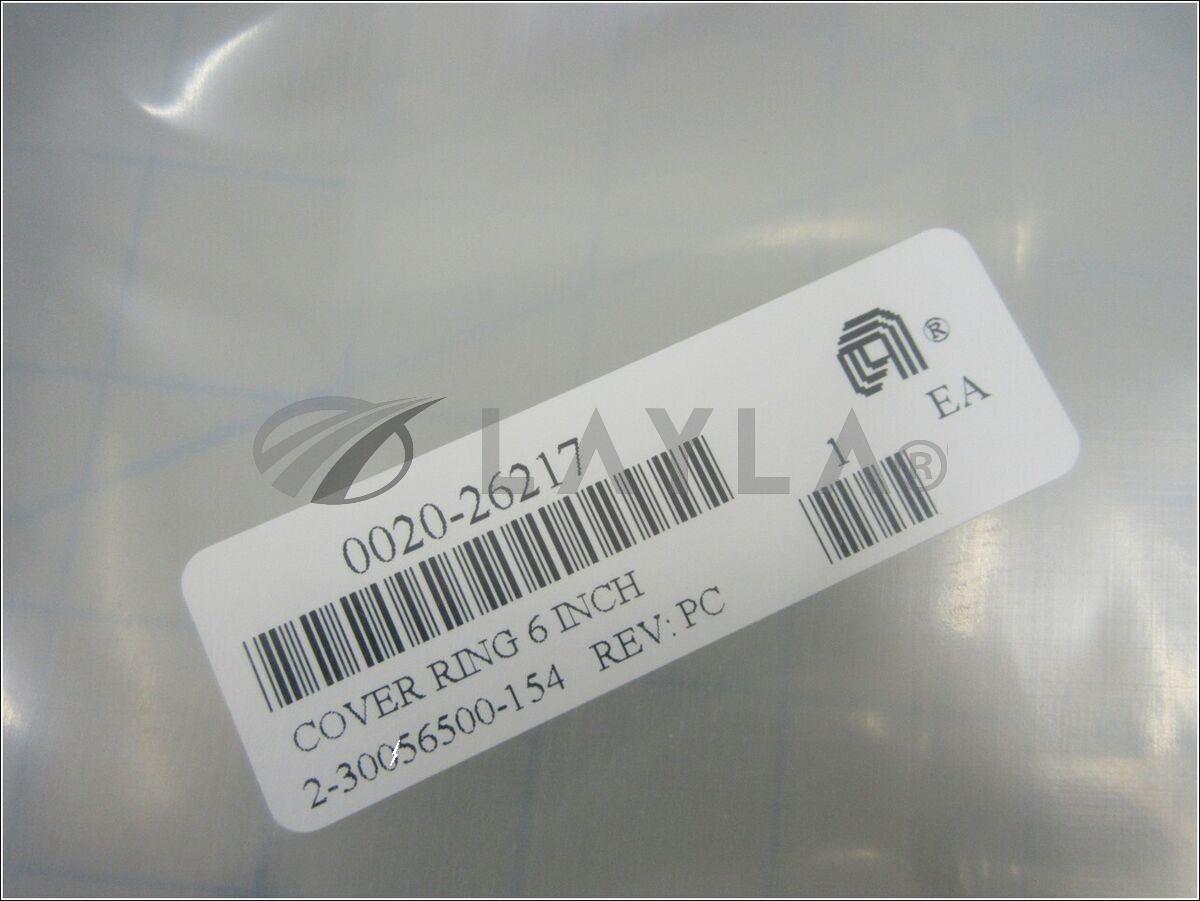 ®
EA
LAYLA®
0020-26217
1
COVER RING 6 INCH
2-30056500-154 REV: PC